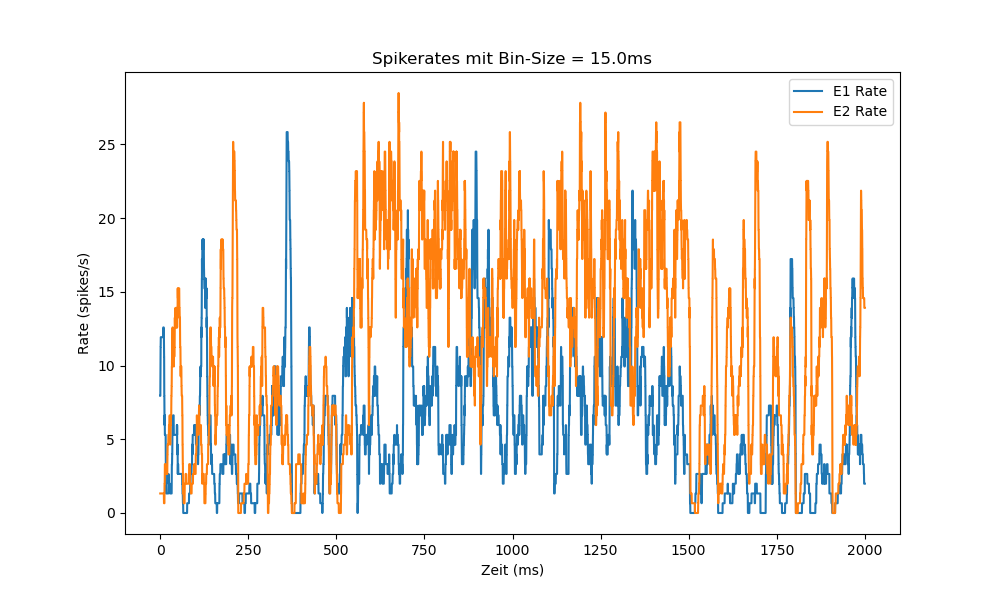 Spikerates mit Bin-Size = 15.0ms
E1 Rate
E2 Rate
Rate (spikes/s)
25
20
15
10
5
0
0 250 500 750 1000 1250 1500 1750 2000
Zeit (ms)